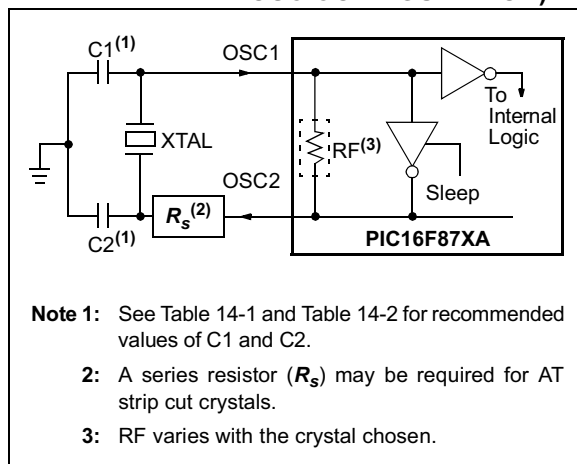 C1(1)
OSC1
To
Internal
Logic
XTAL
RF(3)
OSC2
Sleep
C2(1)
Rs(2)
PIC16F87XA
Note 1: See Table 14-1 and Table 14-2 for recommended
values of C1 and C2.
2: A series resistor (Rs) may be required for AT
strip cut crystals.
3: RF varies with the crystal chosen.